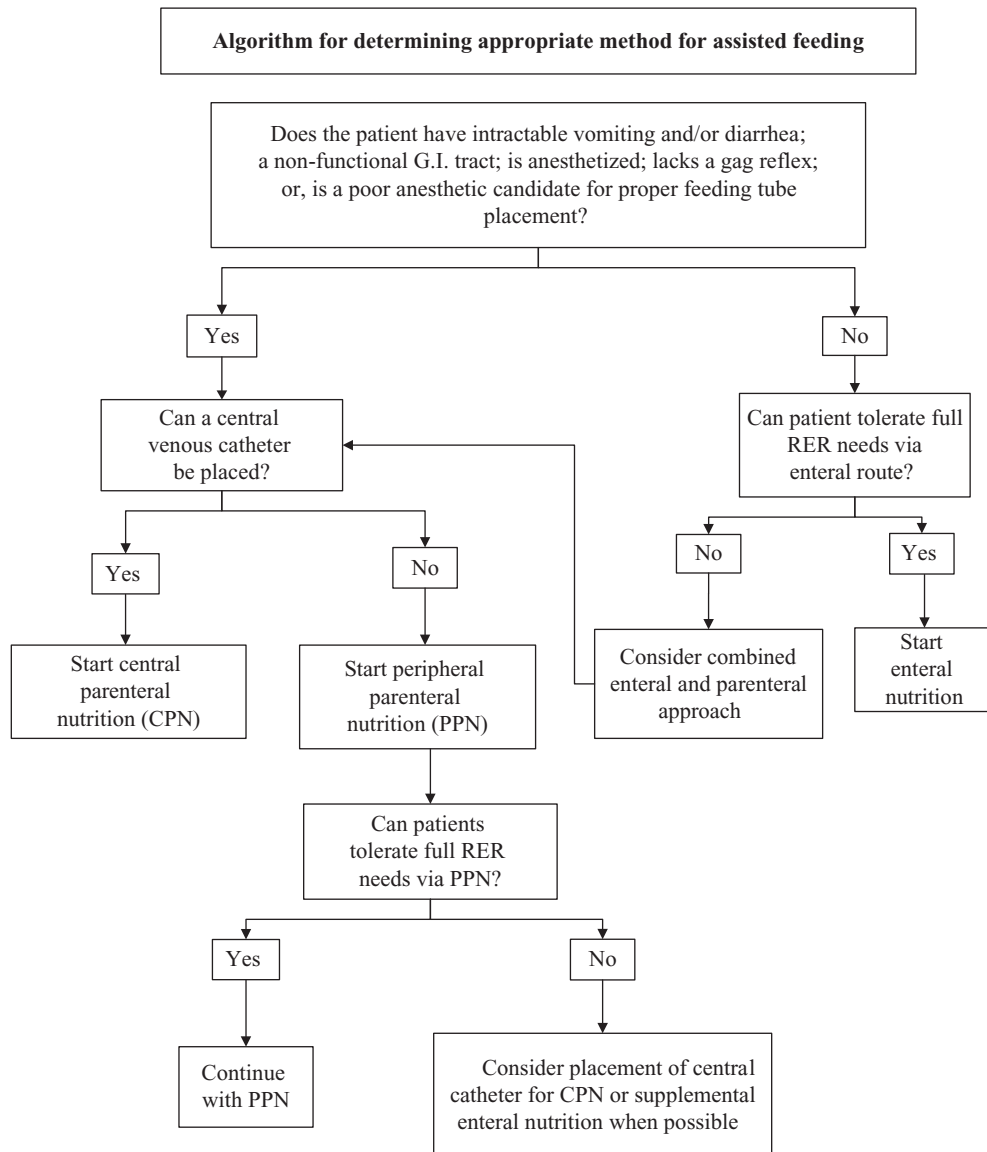 Algorithm for determining appropriate method for assisted feeding
Does the patient have intractable vomiting and/or diarrhea;
a non-functional G.I. tract; is anesthetized; lacks a gag reflex;
or, is a poor anesthetic candidate for proper feeding tube
placement?
Yes
No
Can a central
venous catheter
be placed?
Can patient tolerate full
RER needs via
enteral route?
Yes
No
No
Yes
Start central
parenteral
nutrition (CPN)
Start peripheral
parenteral
nutrition (PPN)
Consider combined
enteral and parenteral
approach
Start
enteral
nutrition
Can patients
tolerate full RER
needs via PPN?
Yes
No
Continue
with PPN
Consider placement of central
catheter for CPN or supplemental
enteral nutrition when possible